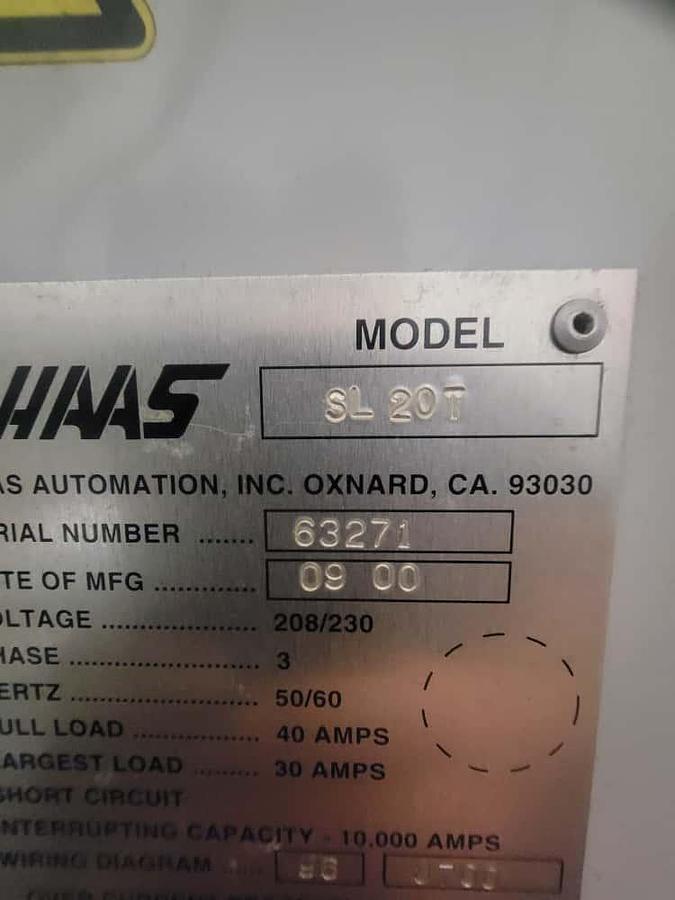 MODEL
HAAS SL 20T
AS AUTOMATION, INC. OXNARD, CA. 93030
RIAL NUMBER ....... 63271
TE OF MFG ............. 09 00
OLTAGE .................... 208/230
HASE ........................ 3
ERTZ ........................ 50/60
ULL LOAD ................ 40 AMPS
ARGEST LOAD ......... 30 AMPS
SHORT CIRCUIT
NTERRUPTING CAPACITY - 10,000 AMPS
WIRING DIAGRAM ...... 96